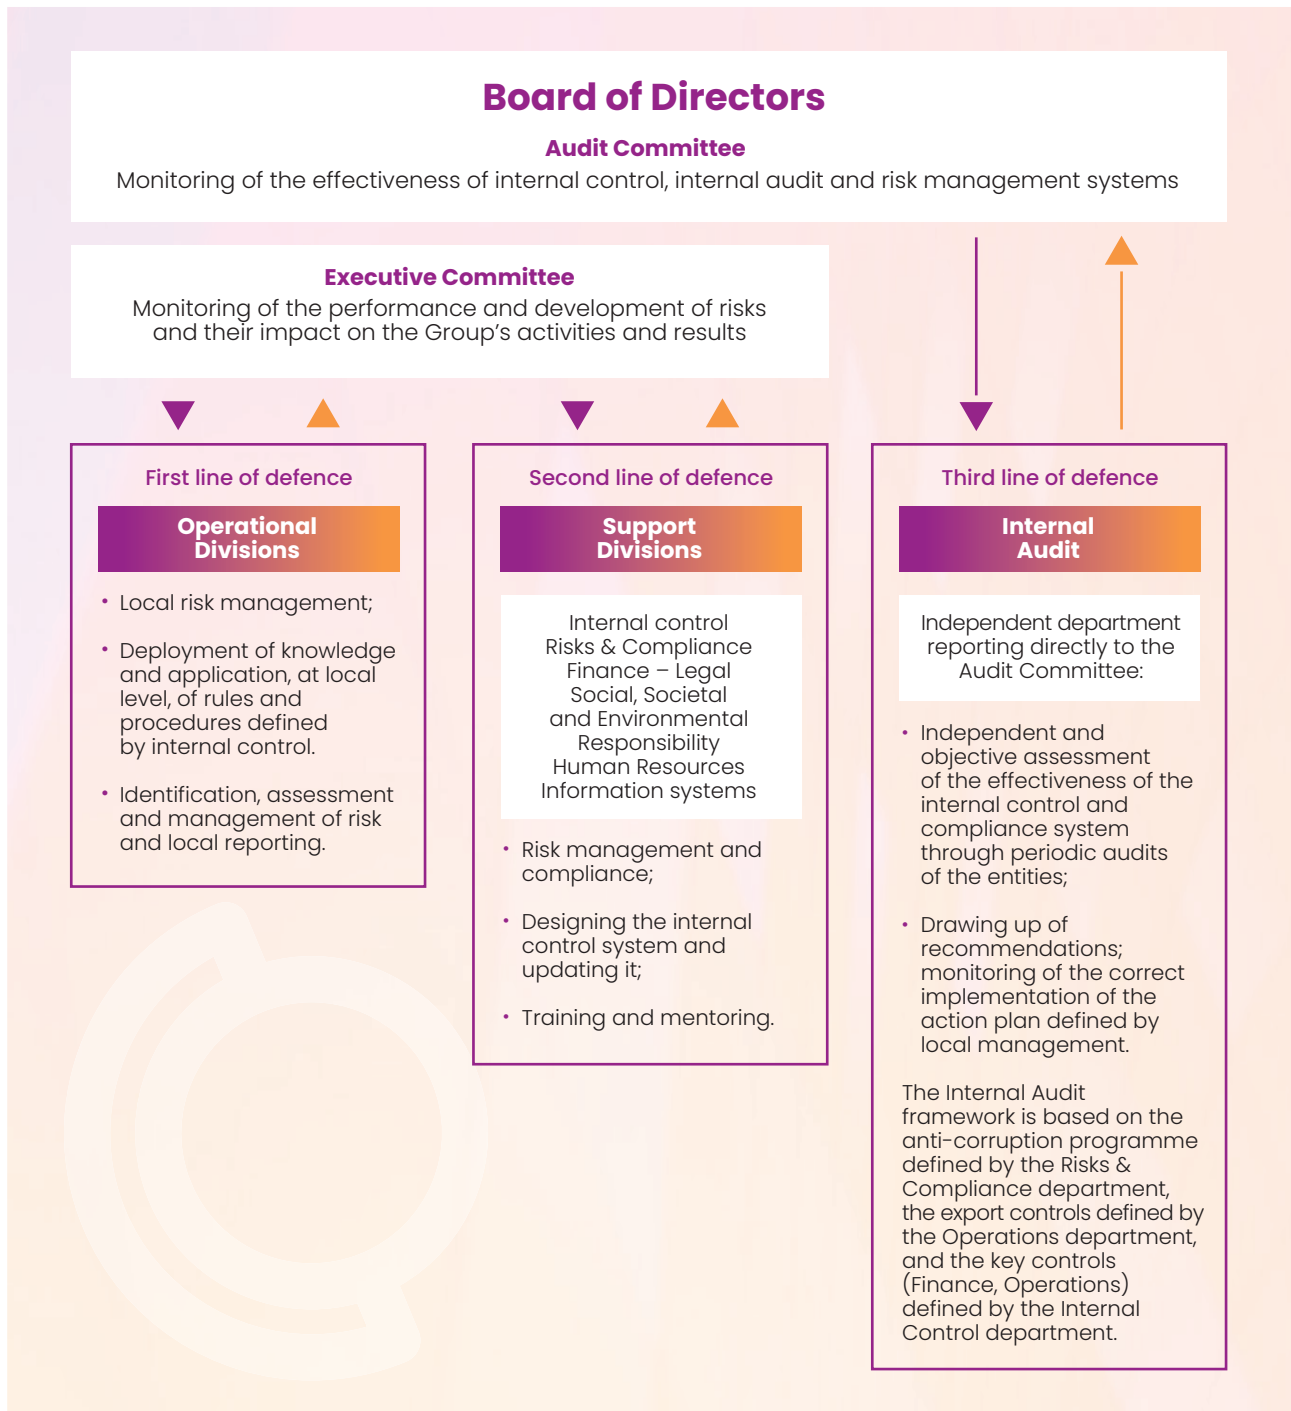 Board of Directors
Audit Committee
Monitoring of the effectiveness of internal control, internal audit and risk management systems
Executive Committee
Monitoring of the performance and development of risks
and their impact on the Group’s activities and results
First line of defence
Operational
Divisions
• Local risk management;
• Deployment of knowledge
and application, at local
level, of rules and
procedures defined
by internal control.
• Identification, assessment
and management of risk
and local reporting.
Second line of defence
Support
Divisions
Internal control
Risks & Compliance
Finance – Legal
Social, Societal
and Environmental
Responsibility
Human Resources
Information systems
• Risk management and
compliance;
• Designing the internal
control system and
updating it;
• Training and mentoring.
Third line of defence
Internal
Audit
Independent department
reporting directly to the
Audit Committee:
• Independent and
objective assessment
of the effectiveness of the
internal control and
compliance system
through periodic audits
of the entities;
• Drawing up of
recommendations;
monitoring of the correct
implementation of the
action plan defined by
local management.
The Internal Audit
framework is based on the
anti-corruption programme
defined by the Risks &
Compliance department,
the export controls defined by
the Operations department,
and the key controls
(Finance, Operations)
defined by the Internal
Control department.